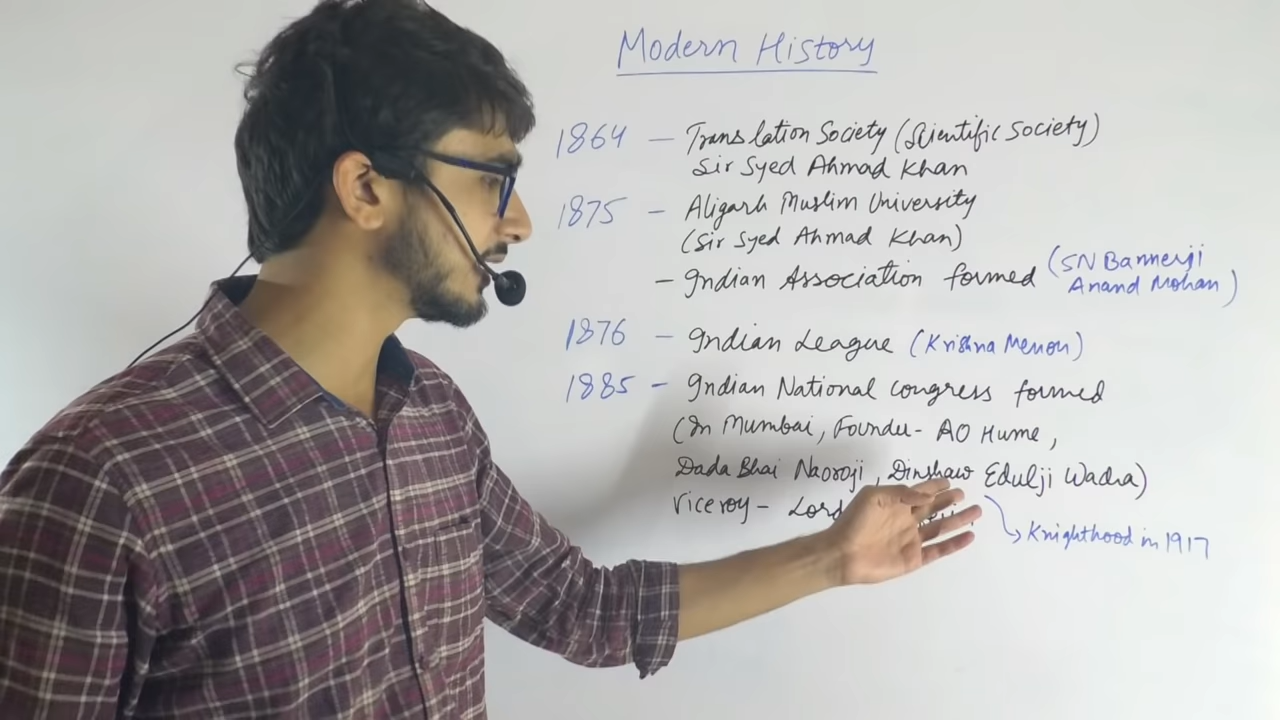 Modern History
1864 - Translation Society (Scientific Society)
Sir Syed Ahmad Khan
1875 - Aligarh Muslim University
(Sir Syed Ahmad Khan)
- Indian Association formed (SN Bannerji
Anand Mohan)
1876 - Indian League (Krishna Menon)
1885 - Indian National congress formed
(In Mumbai, Founder- AO Hume,
Dada Bhai Naoroji, Dinshaw Edulji Wadra)
Viceroy - Lord
Knighthood in 1917